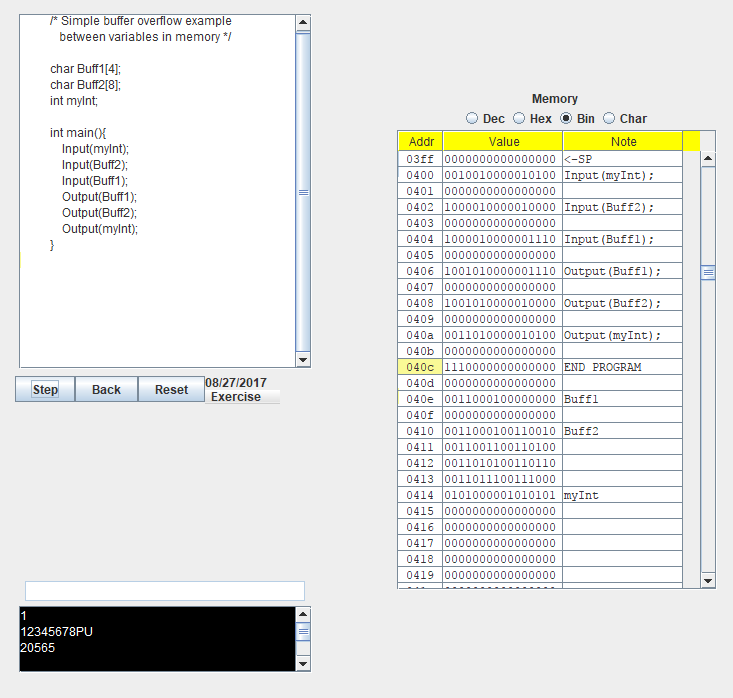 /* Simple buffer overflow example
between variables in memory */
char Buff1[4];
char Buff2[8];
int myInt;
int main(){
Input(myInt);
Input(Buff2);
Input(Buff1);
Output(Buff1);
Output(Buff2);
Output(myInt);
}
Step Back Reset 08/27/2017
Exercise
1
12345678PU
20565
Memory
Dec Hex Bin Char
Addr Value Note
03ff 0000000000000000 <-SP
0400 0010010000010100 Input(myInt);
0401 0000000000000000
0402 1000010000010000 Input(Buff2);
0403 0000000000000000
0404 1000010000001110 Input(Buff1);
0405 0000000000000000
0406 1001010000001110 Output(Buff1);
0407 0000000000000000
0408 1001010000010000 Output(Buff2);
0409 0000000000000000
040a 0011010000010100 Output(myInt);
040b 0000000000000000
040c 1110000000000000 END PROGRAM
040d 0000000000000000
040e 0011000100000000 Buff1
040f 0000000000000000
0410 0011000100110010 Buff2
0411 0011001100110100
0412 0011010100110110
0413 0011011100111000
0414 0101000001010101 myInt
0415 0000000000000000
0416 0000000000000000
0417 0000000000000000
0418 0000000000000000
0419 0000000000000000